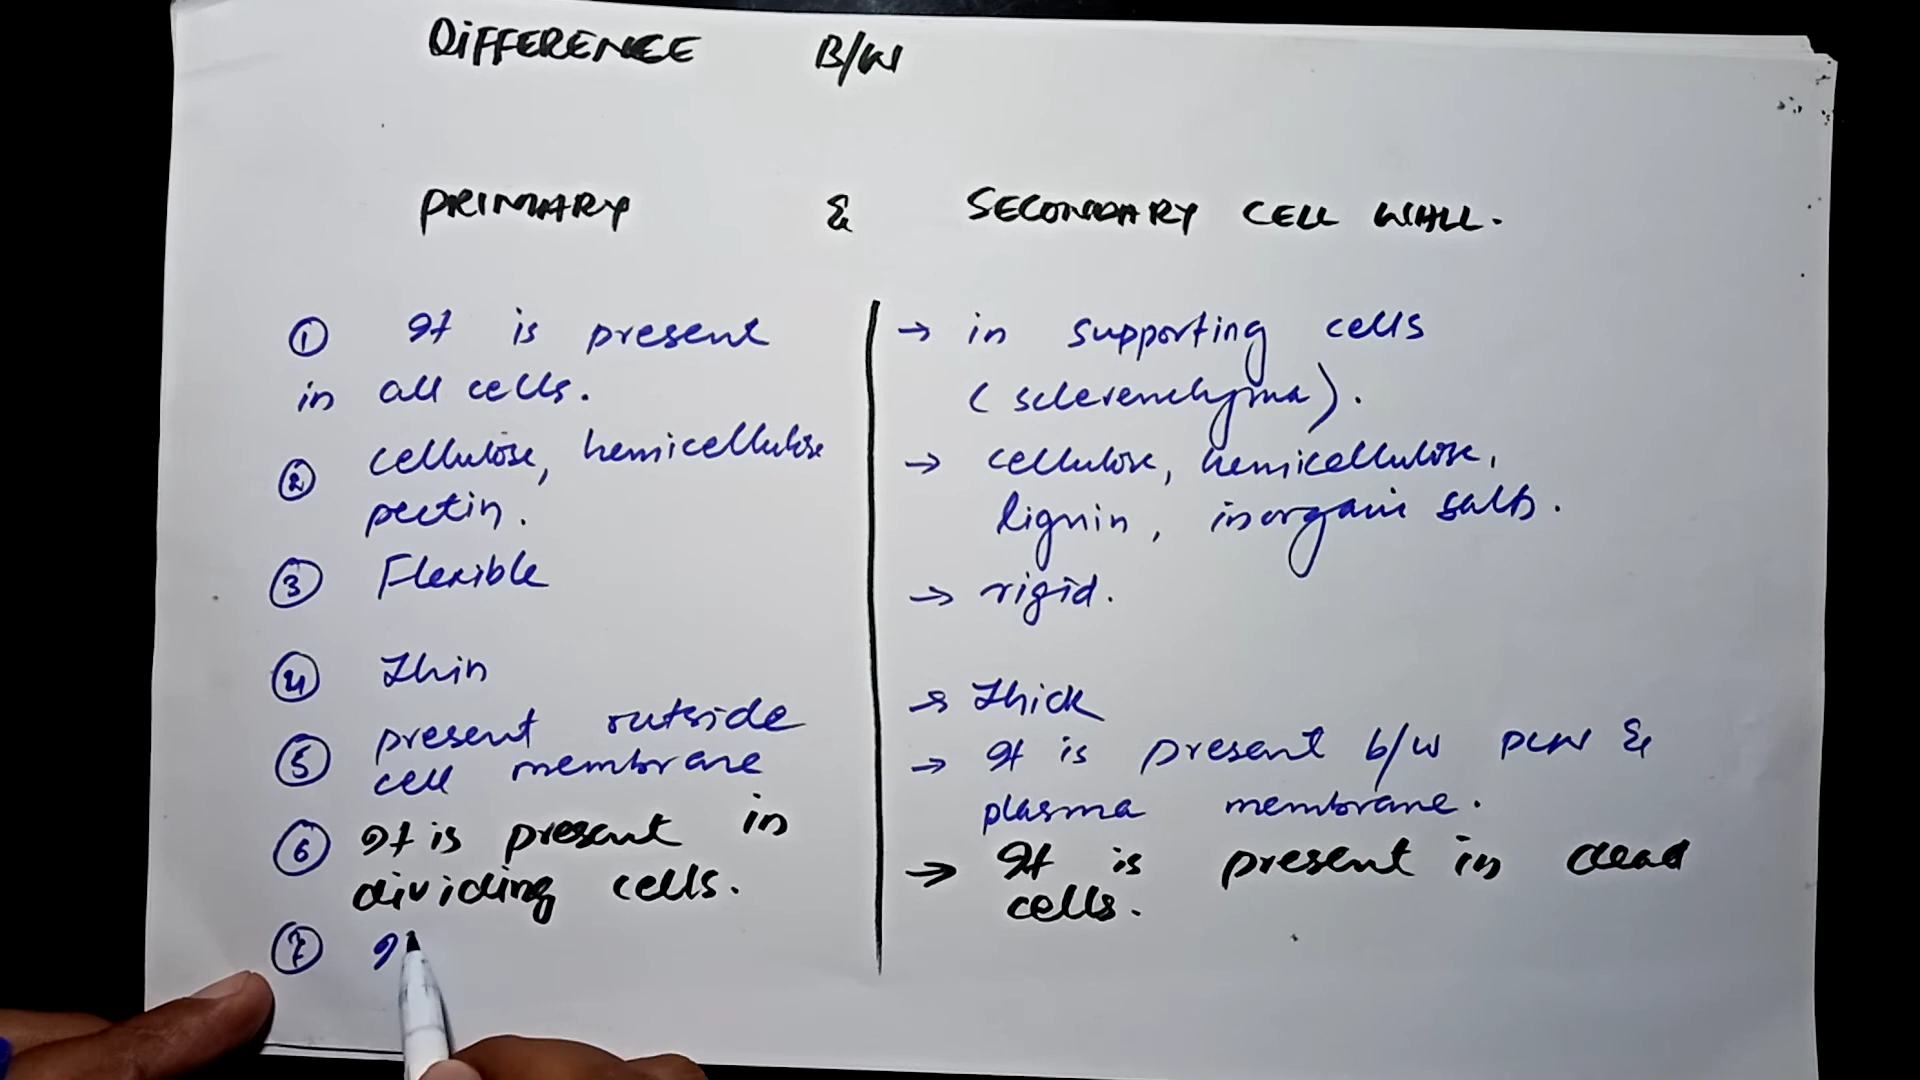 DIFFERENCE B/W
PRIMARY & SECONDARY CELL WALL.
① It is present
in all cells.
② cellulose, hemicellulose
pectin.
③ Flexible
④ Thin
⑤ present outside
cell membrane
⑥ It is present in
dividing cells.
⑦
→ in supporting cells
(sclerenchyma).
→ cellulose, hemicellulose,
lignin, inorganic salts.
→ rigid.
→ Thick
→ It is present b/w PCW &
plasma membrane.
→ It is present in dead
cells.